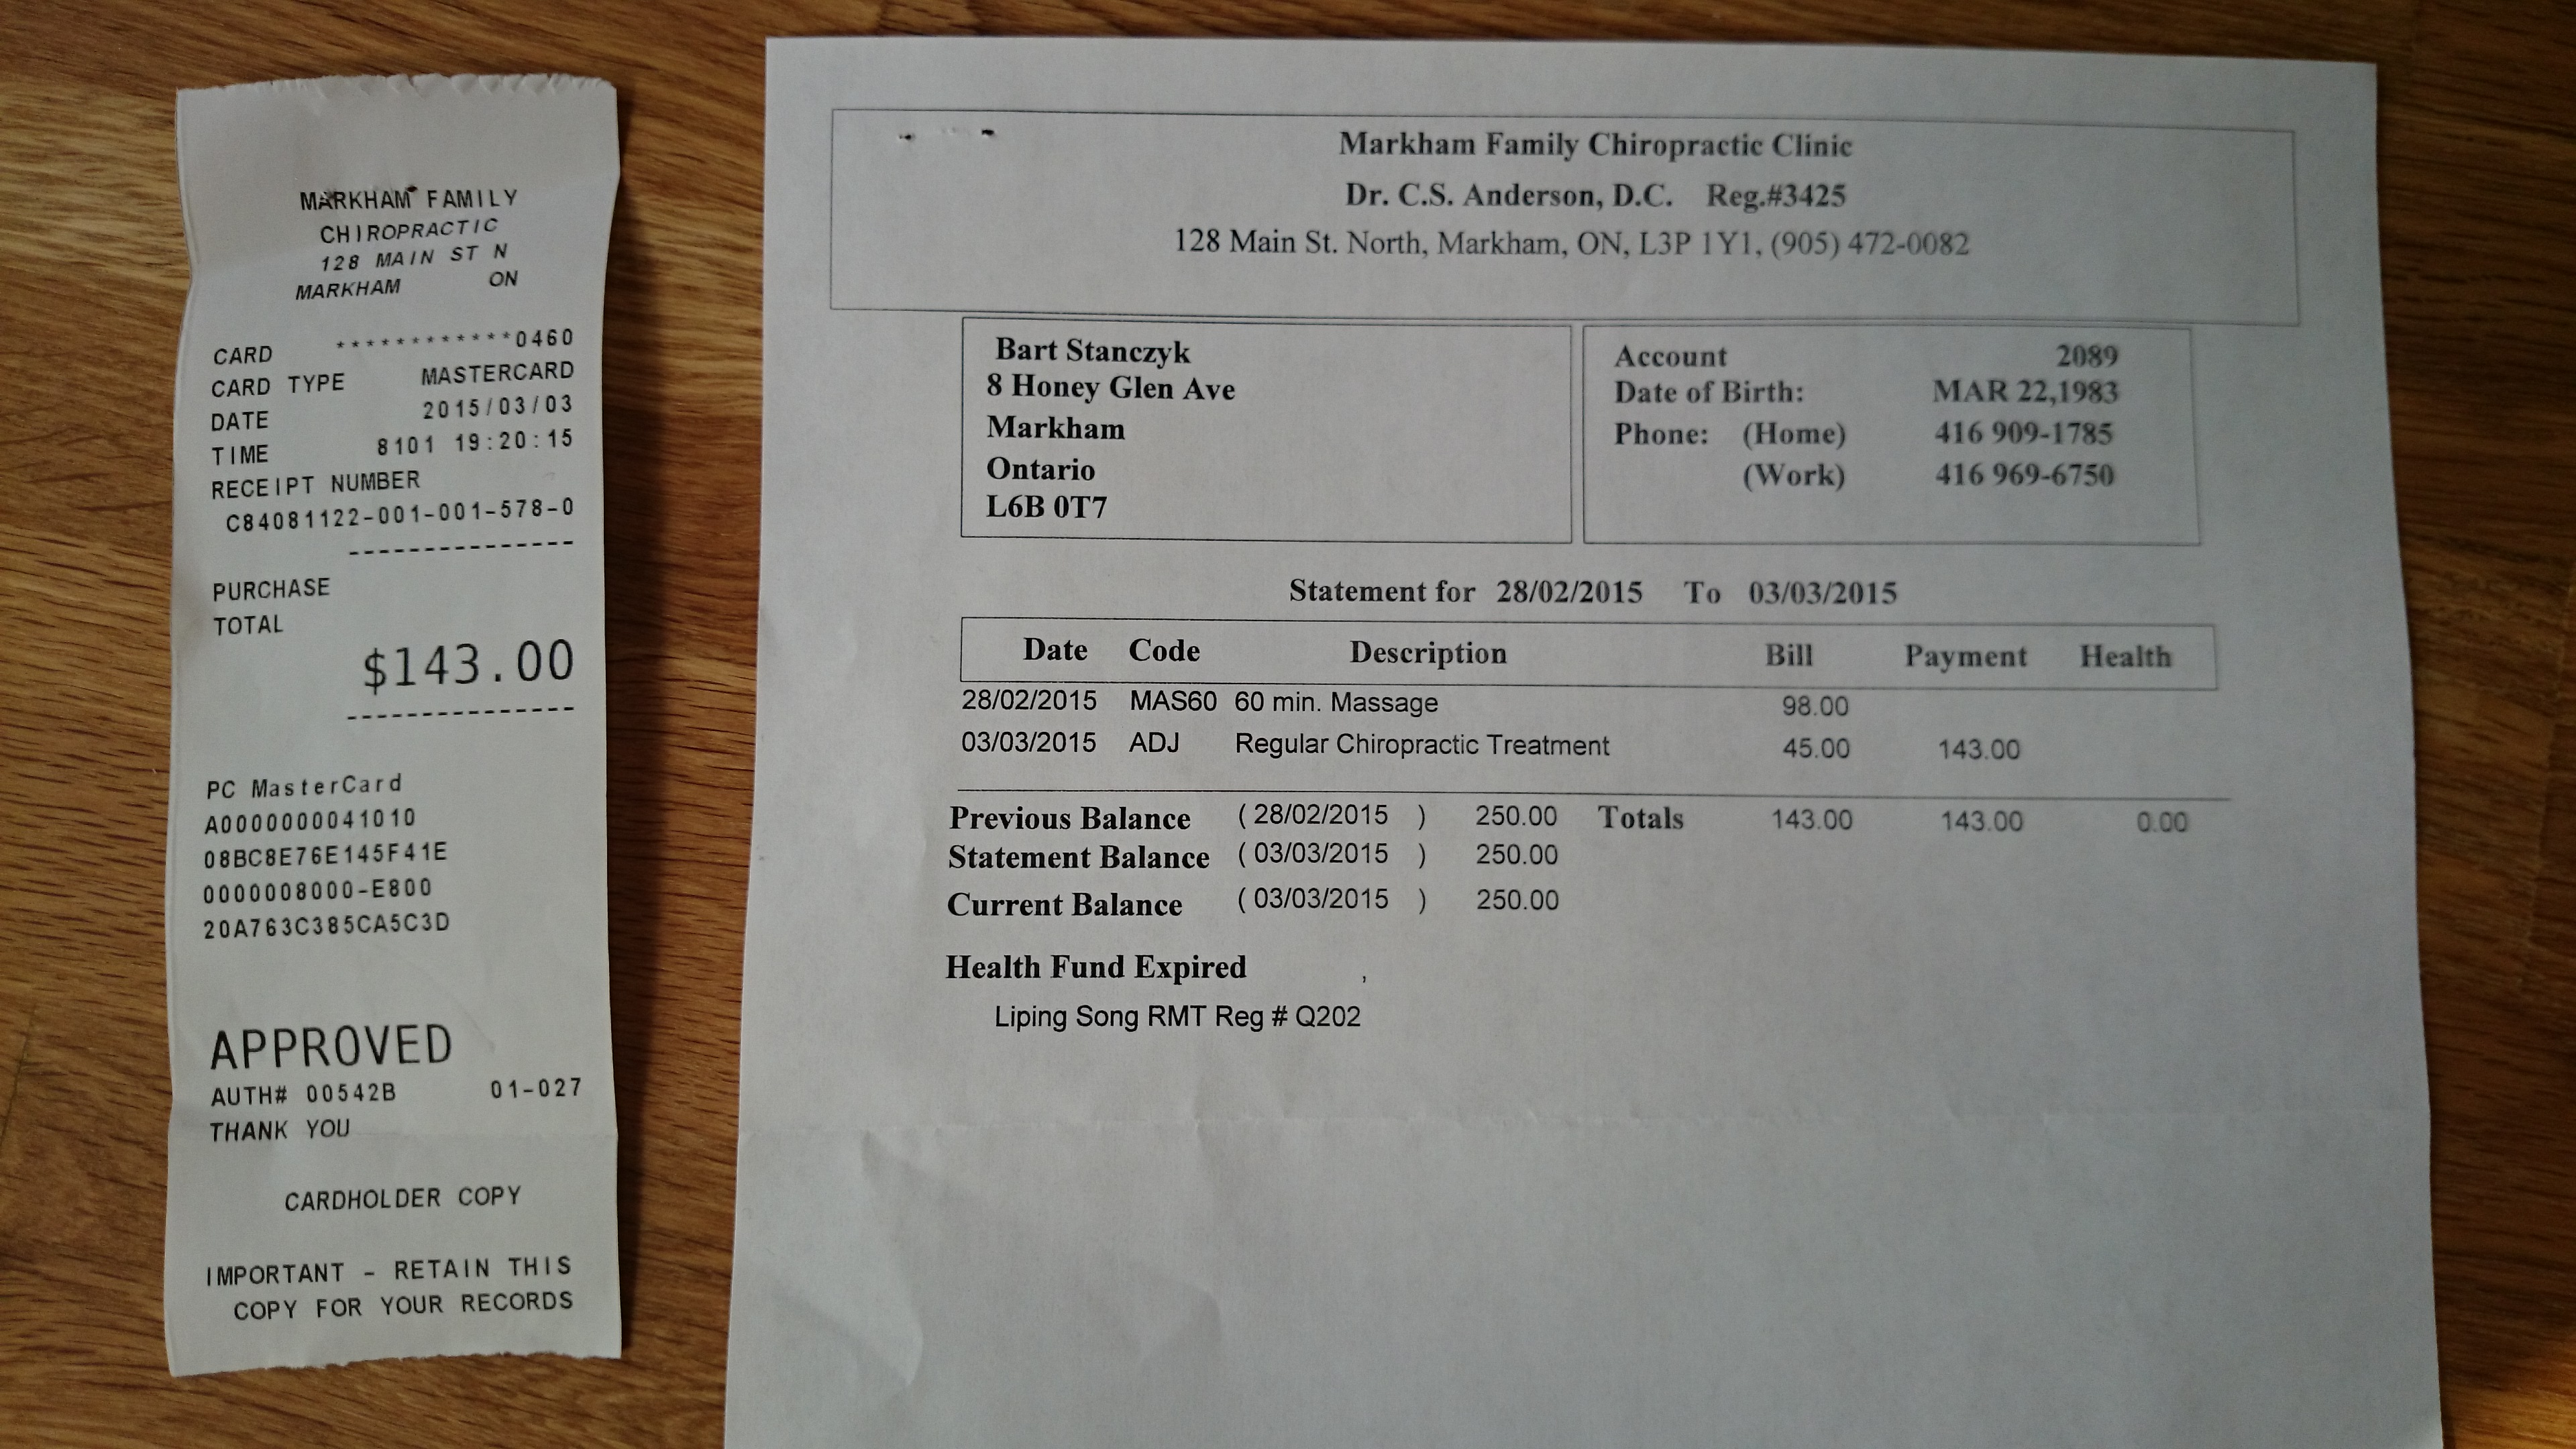 MARKHAM FAMILY
CHIROPRACTIC
128 MAIN ST N
MARKHAM ON
CARD ************0460
CARD TYPE MASTERCARD
DATE 2015/03/03
TIME 8101 19:20:15
RECEIPT NUMBER
C84081122-001-001-578-0
PURCHASE
TOTAL
$143.00
PC MasterCard
A0000000041010
08BC8E76E145F41E
0000008000-E800
20A763C385CA5C3D
APPROVED
AUTH# 00542B 01-027
THANK YOU
CARDHOLDER COPY
IMPORTANT - RETAIN THIS
COPY FOR YOUR RECORDS
Markham Family Chiropractic Clinic
Dr. C.S. Anderson, D.C. Reg.#3425
128 Main St. North, Markham, ON, L3P 1Y1, (905) 472-0082
Bart Stanczyk
8 Honey Glen Ave
Markham
Ontario
L6B 0T7
Account 2089
Date of Birth: MAR 22,1983
Phone: (Home) 416 909-1785
(Work) 416 969-6750
Statement for 28/02/2015 To 03/03/2015
Date Code Description Bill Payment Health
28/02/2015 MAS60 60 min. Massage 98.00
03/03/2015 ADJ Regular Chiropractic Treatment 45.00 143.00
Previous Balance ( 28/02/2015 ) 250.00 Totals 143.00 143.00 0.00
Statement Balance ( 03/03/2015 ) 250.00
Current Balance ( 03/03/2015 ) 250.00
Health Fund Expired ,
Liping Song RMT Reg # Q202